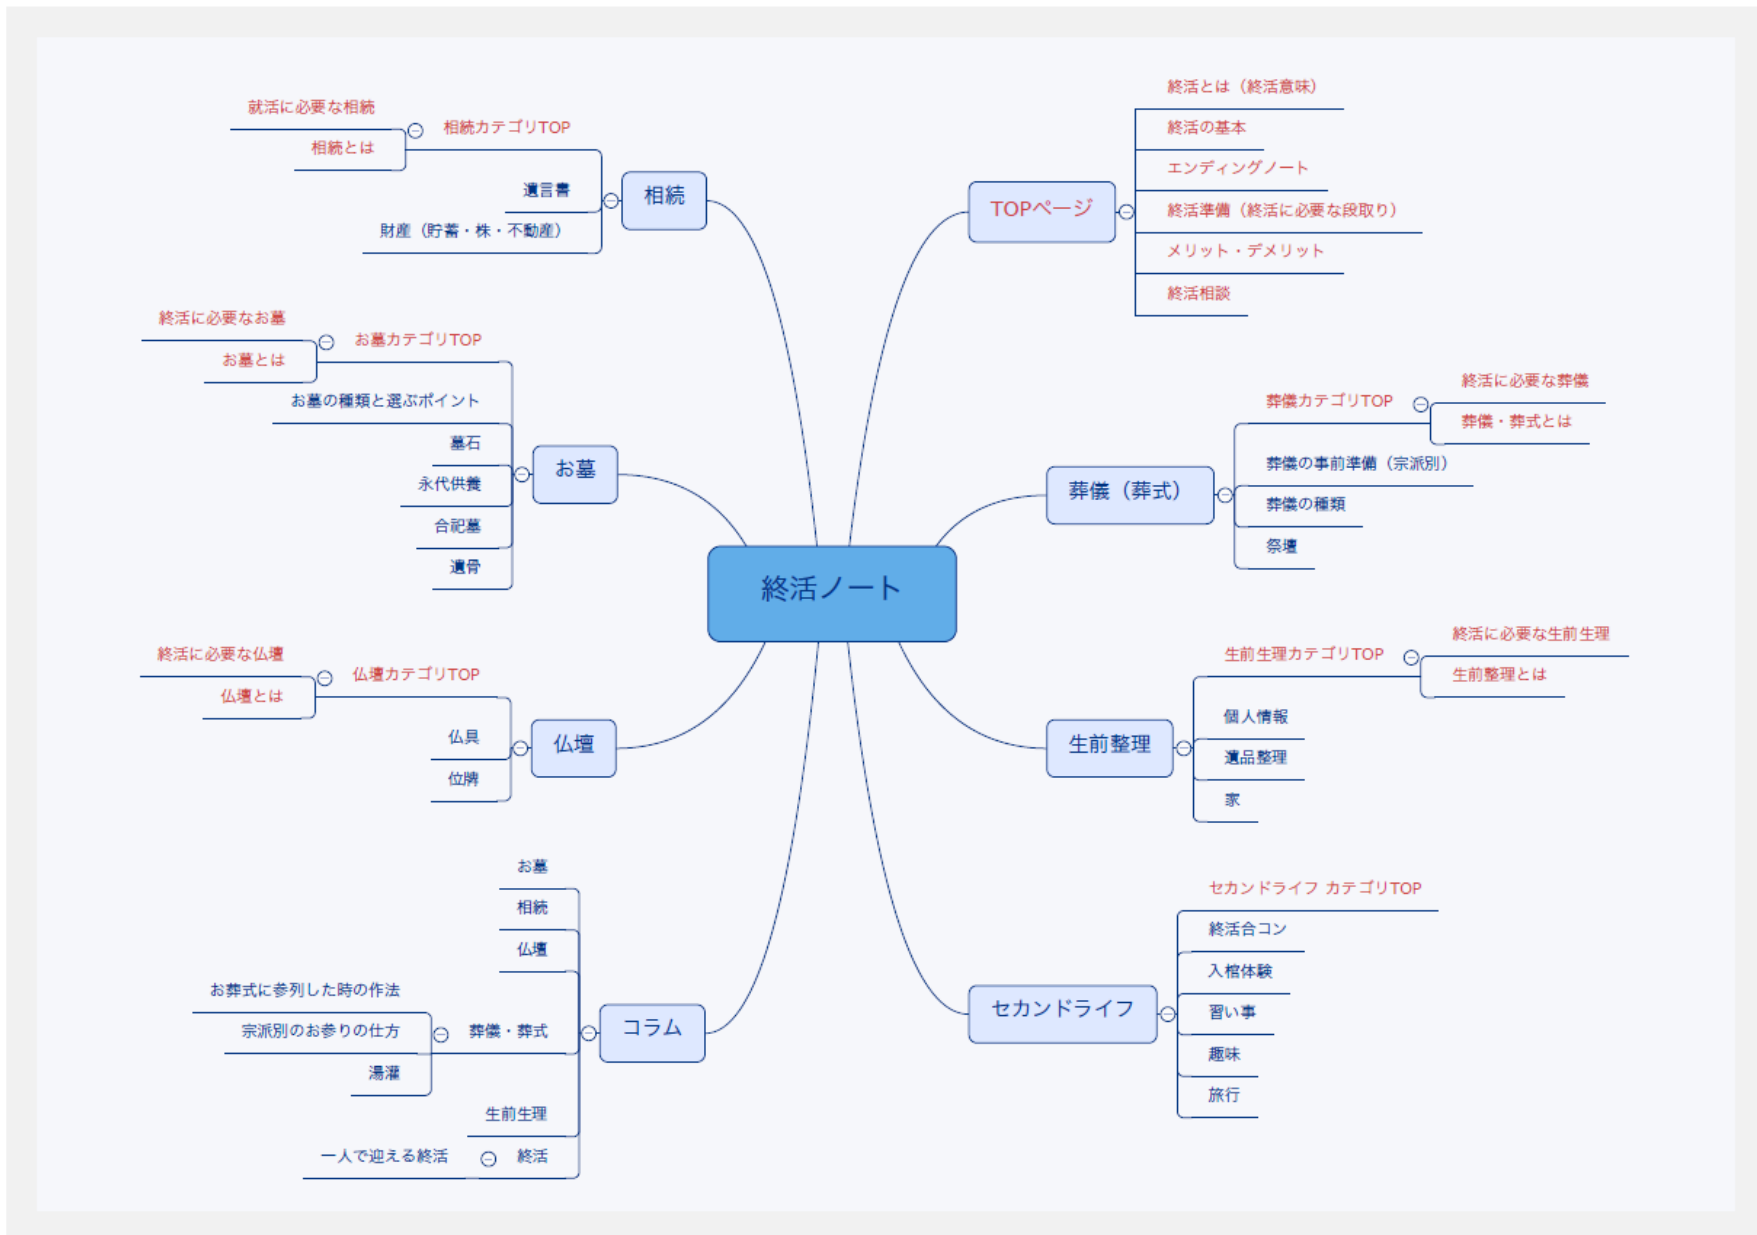 終活ノート
TOPページ
終活とは（終活意味）
終活の基本
エンディングノート
終活準備（終活に必要な段取り）
メリット・デメリット
終活相談
葬儀（葬式）
葬儀カテゴリTOP
終活に必要な葬儀
葬儀・葬式とは
葬儀の事前準備（宗派別）
葬儀の種類
祭壇
生前整理
生前生理カテゴリTOP
終活に必要な生前生理
生前整理とは
個人情報
遺品整理
家
セカンドライフ
セカンドライフ カテゴリTOP
終活合コン
入棺体験
習い事
趣味
旅行
相続
相続カテゴリTOP
就活に必要な相続
相続とは
遺言書
財産（貯蓄・株・不動産）
お墓
お墓カテゴリTOP
終活に必要なお墓
お墓とは
お墓の種類と選ぶポイント
墓石
永代供養
合祀墓
遺骨
仏壇
仏壇カテゴリTOP
終活に必要な仏壇
仏壇とは
仏具
位牌
コラム
お墓
相続
仏壇
葬儀・葬式
お葬式に参列した時の作法
宗派別のお参りの仕方
湯灌
生前生理
終活
一人で迎える終活